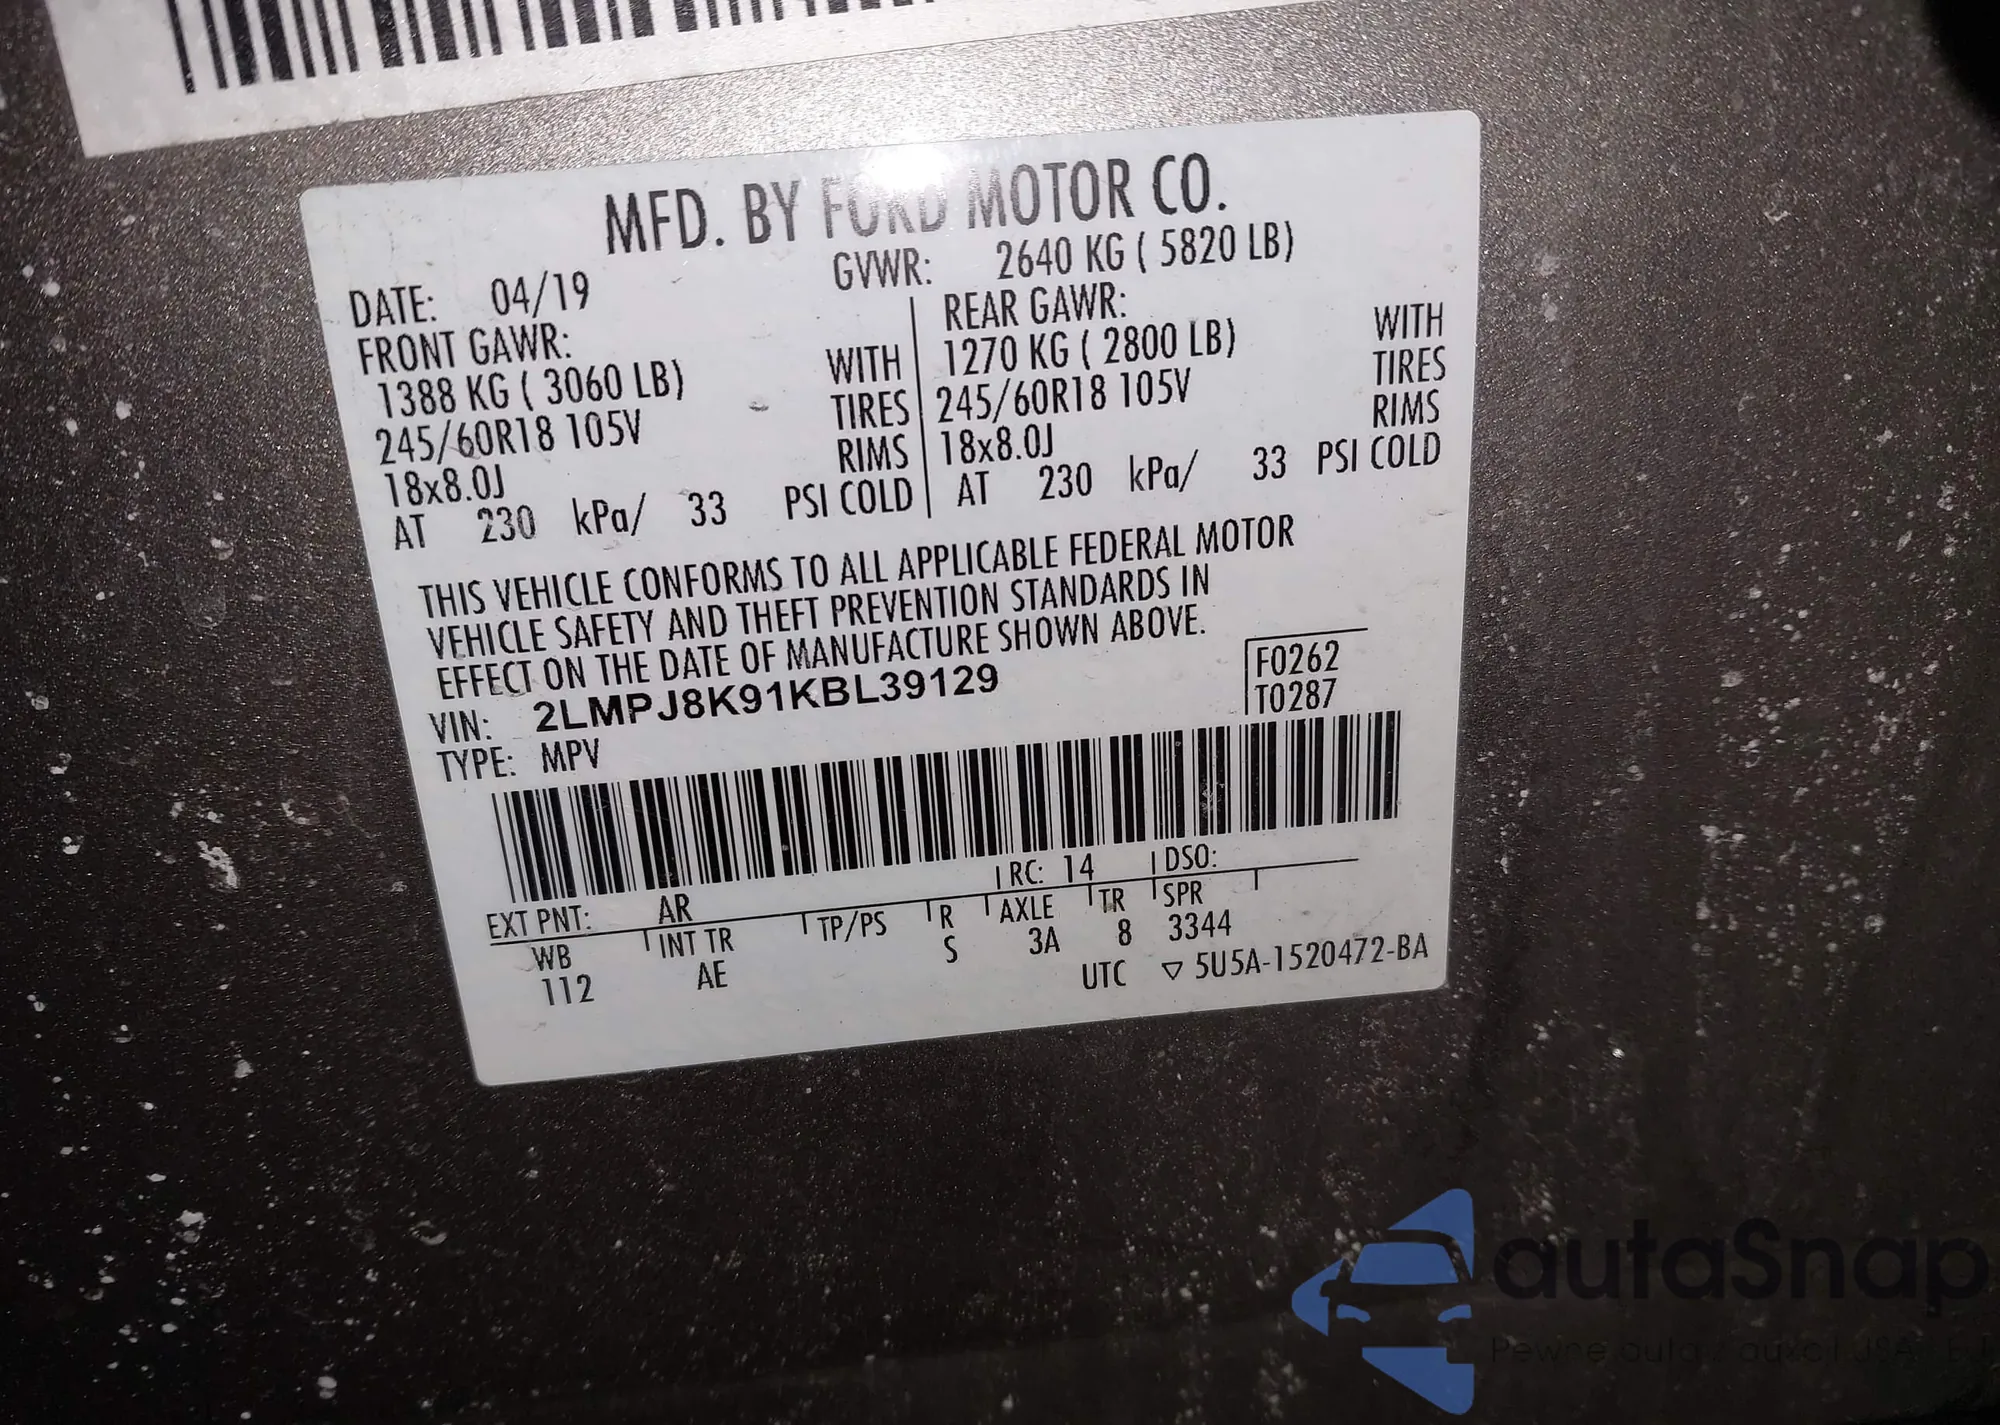 MFD. BY FORD MOTOR CO.
DATE: 04/19 GVWR: 2640 KG ( 5820 LB)
FRONT GAWR: REAR GAWR:
1388 KG ( 3060 LB) WITH 1270 KG ( 2800 LB) WITH
245/60R18 105V TIRES 245/60R18 105V TIRES
18x8.0J RIMS 18x8.0J RIMS
AT 230 kPa/ 33 PSI COLD AT 230 kPa/ 33 PSI COLD
THIS VEHICLE CONFORMS TO ALL APPLICABLE FEDERAL MOTOR
VEHICLE SAFETY AND THEFT PREVENTION STANDARDS IN
EFFECT ON THE DATE OF MANUFACTURE SHOWN ABOVE.
VIN: 2LMPJ8K91KBL39129 F0262
TYPE: MPV T0287
EXT PNT: AR RC: 14 DSO:
WB INT TR TP/PS R AXLE TR SPR
112 AE S 3A 8 3344
UTC ▽ 5U5A-1520472-BA
autaSnap
Pewne auta z aukcji USA